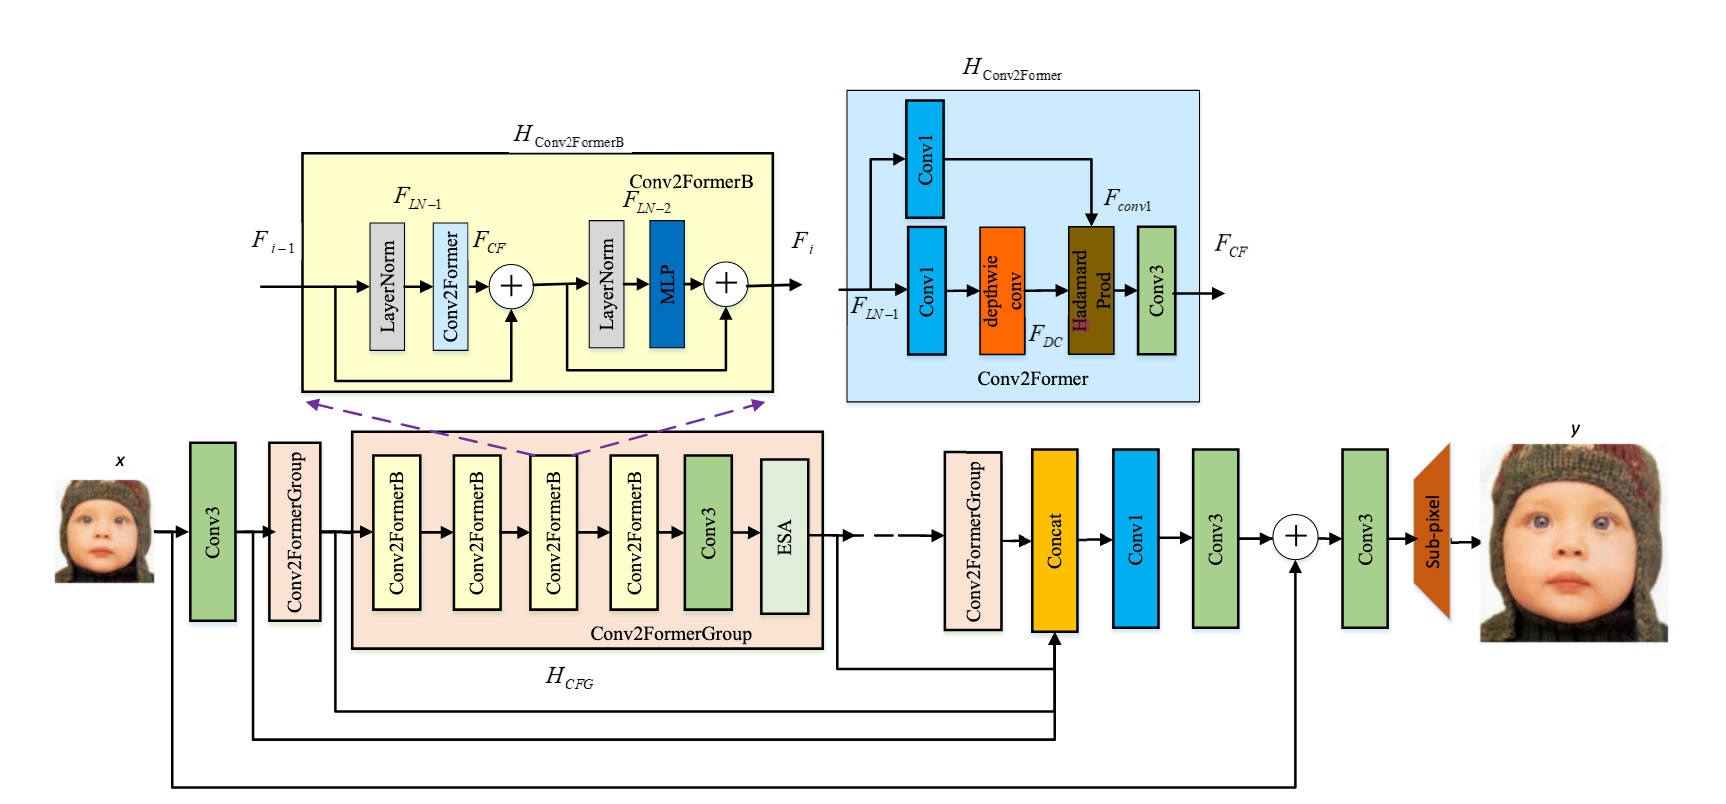 H Conv2Former
H Conv2FormerB
Conv2FormerB
F LN−1
F LN−2
F i−1
LayerNorm
Conv2Former
F CF
LayerNorm
MLP
F i
Conv1
F conv1
F LN−1
Conv1
depthwie
conv
F DC
Hadamard
Prod
Conv3
F CF
Conv2Former
x
Conv3
Conv2FormerGroup
Conv2FormerB
Conv2FormerB
Conv2FormerB
Conv2FormerB
Conv3
ESA
Conv2FormerGroup
H CFG
Conv2FormerGroup
Concat
Conv1
Conv3
Conv3
Sub-pixel
y